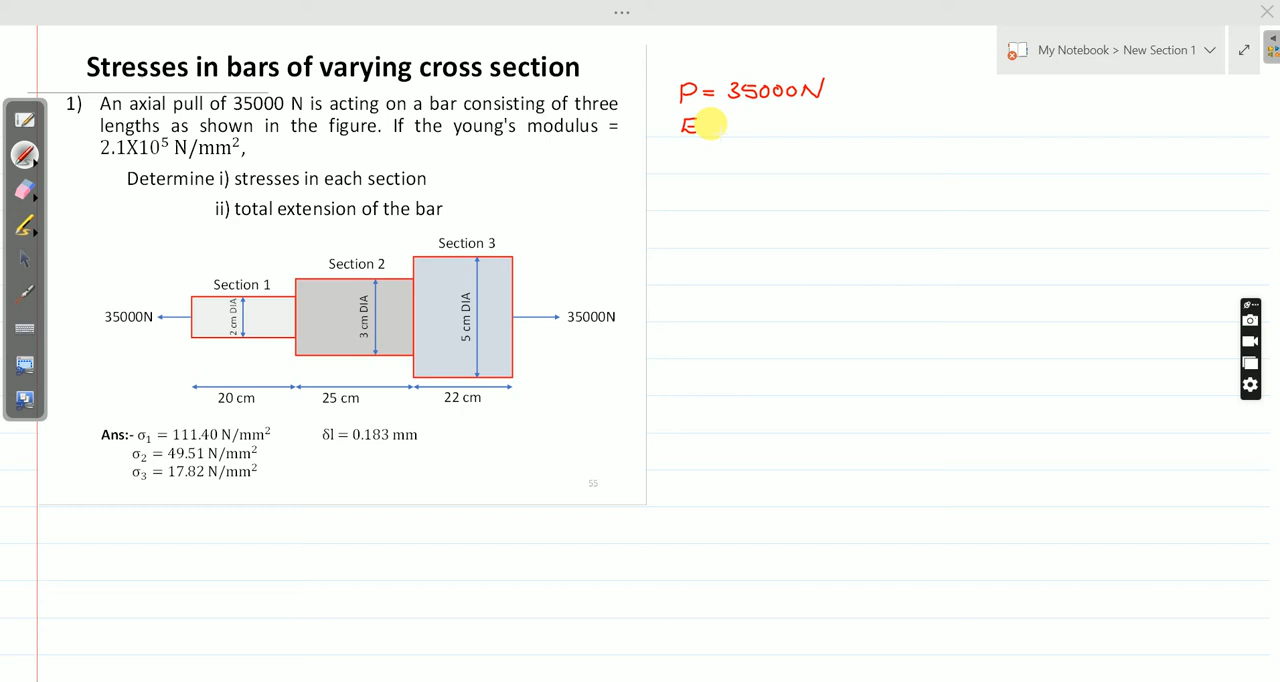 My Notebook > New Section 1
Stresses in bars of varying cross section
1) An axial pull of 35000 N is acting on a bar consisting of three
lengths as shown in the figure. If the young's modulus =
2.1X10⁵ N/mm²,
Determine i) stresses in each section
ii) total extension of the bar
Section 3
Section 2
Section 1
35000N
2 cm DIA
3 cm DIA
5 cm DIA
35000N
20 cm
25 cm
22 cm
Ans:- σ₁ = 111.40 N/mm² δl = 0.183 mm
σ₂ = 49.51 N/mm²
σ₃ = 17.82 N/mm²
55
P = 35000N
E